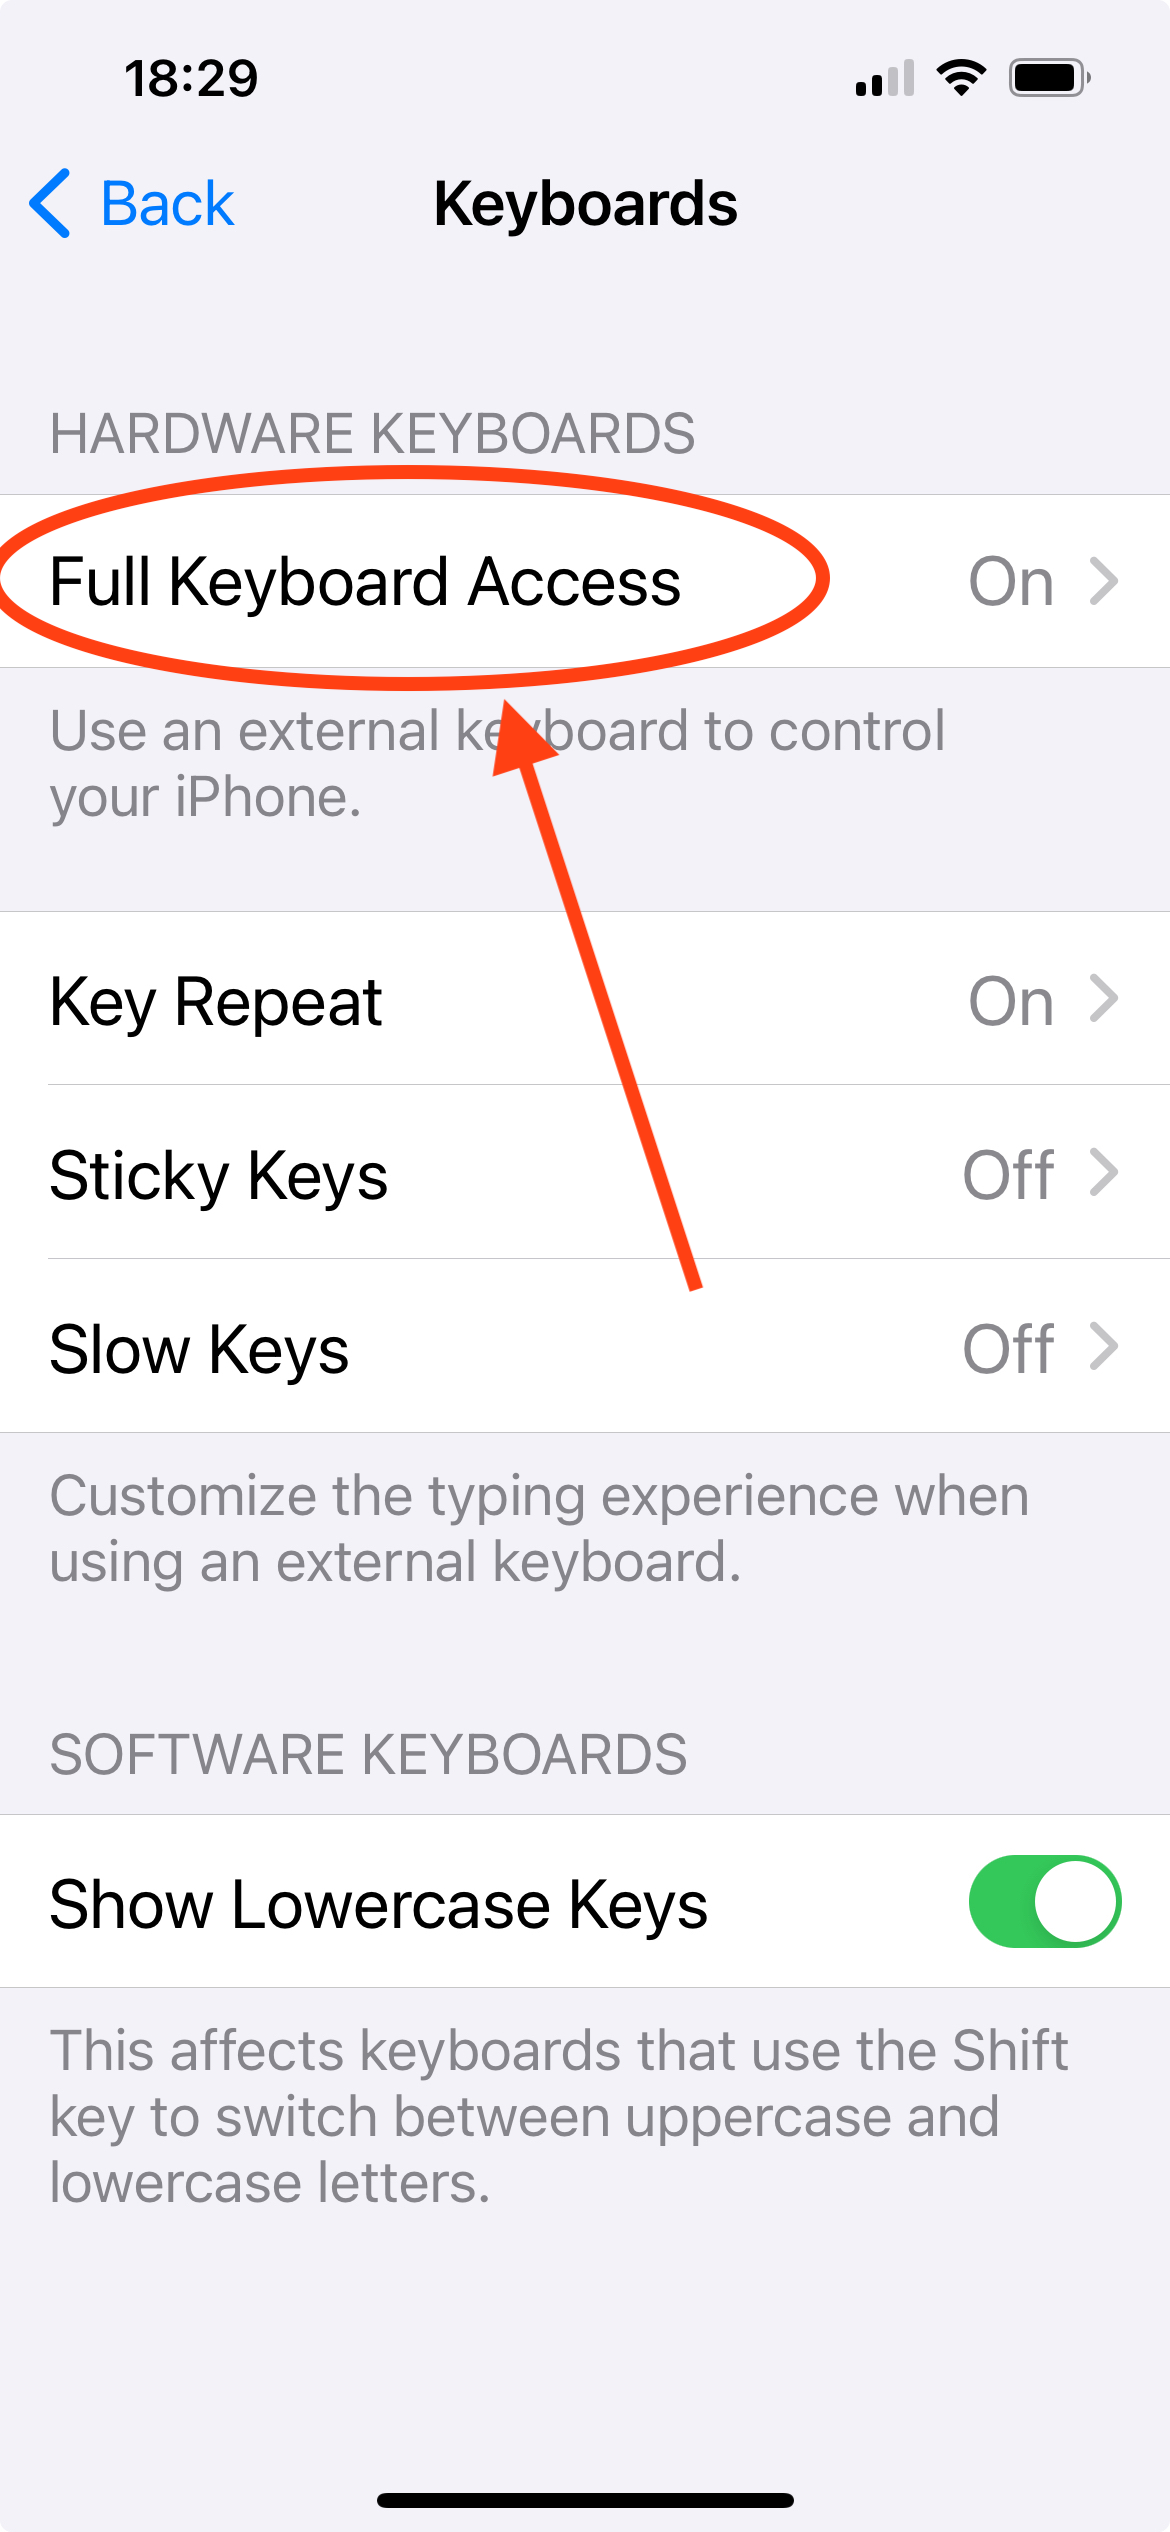 18:29
Back
Keyboards
HARDWARE KEYBOARDS
Full Keyboard Access
On
Use an external keyboard to control
your iPhone.
Key Repeat
On
Sticky Keys
Off
Slow Keys
Off
Customize the typing experience when
using an external keyboard.
SOFTWARE KEYBOARDS
Show Lowercase Keys
This affects keyboards that use the Shift
key to switch between uppercase and
lowercase letters.